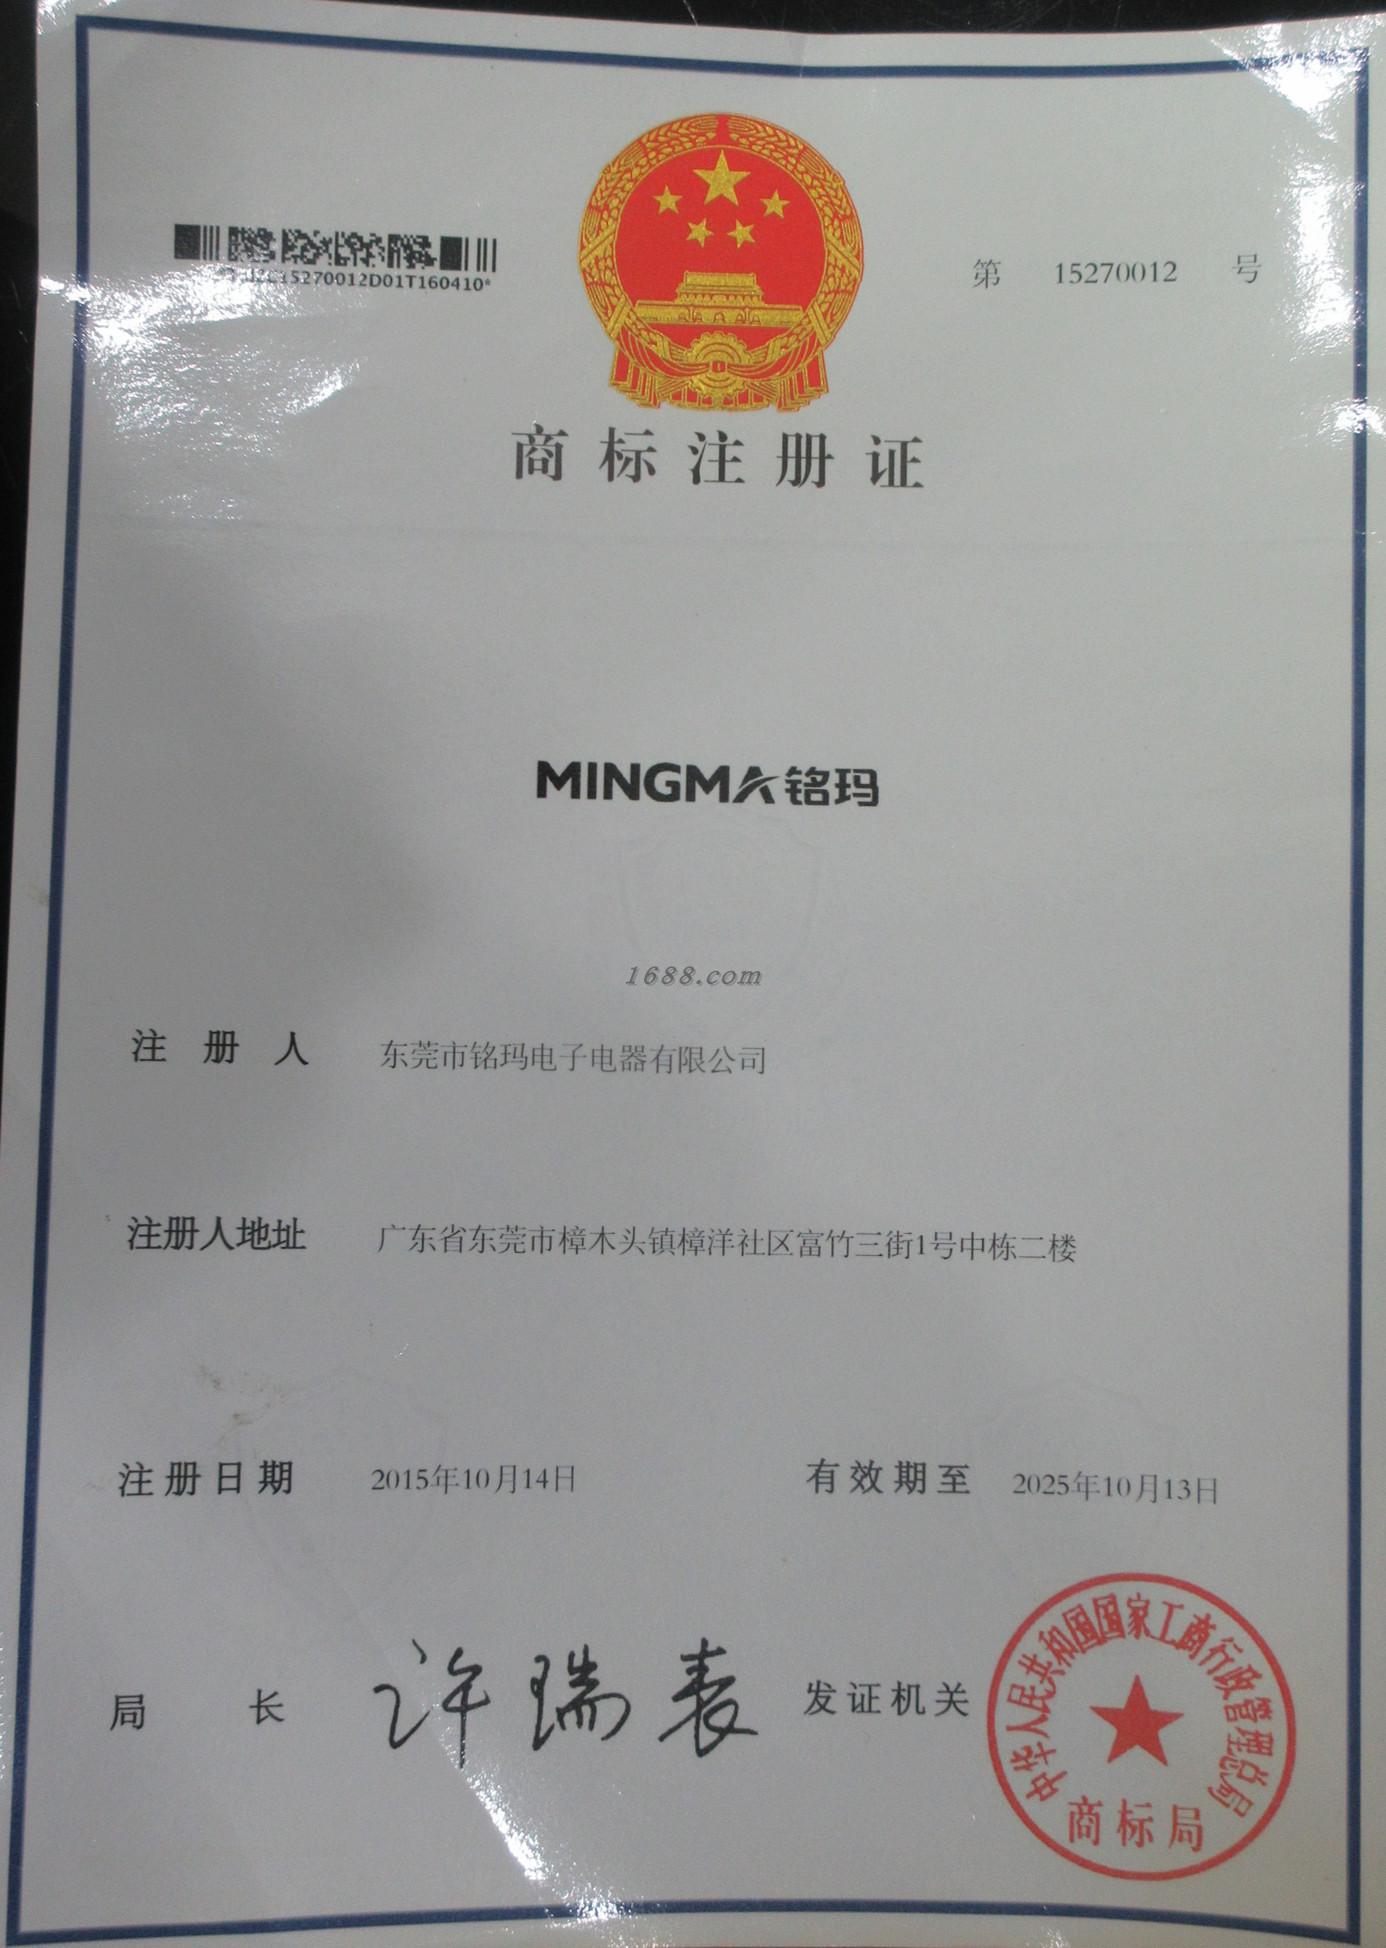 15270012D01T160410*
第 15270012 号
商标注册证
MINGMA铭玛
1688.com
注册人 东莞市铭玛电子电器有限公司
注册人地址 广东省东莞市樟木头镇樟洋社区富竹三街1号中栋二楼
注册日期 2015年10月14日 有效期至 2025年10月13日
局长 许瑞表 发证机关
中华人民共和国国家工商行政管理总局
商标局